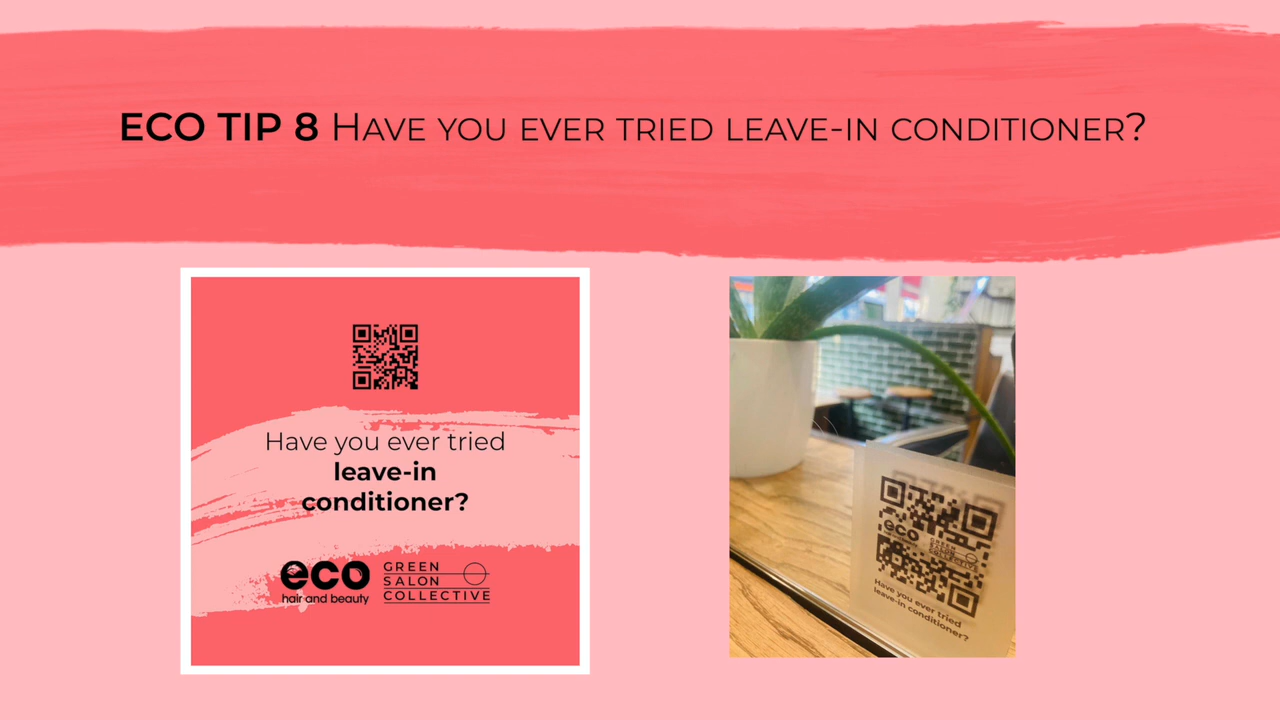 ECO TIP 8 HAVE YOU EVER TRIED LEAVE-IN CONDITIONER?
Have you ever tried
leave-in
conditioner?
eco
hair and beauty
GREEN
SALON
COLLECTIVE
eco
GREEN
SALON
COLLECTIVE
Have you ever tried
leave-in conditioner?